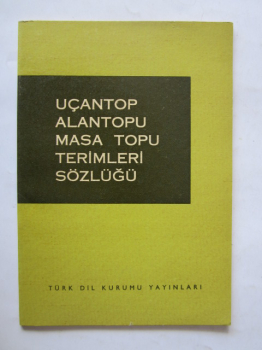 UÇANTOP
ALANTOPU
MASA TOPU
TERİMLERİ
SÖZLÜĞÜ
TÜRK DİL KURUMU YAYINLARI